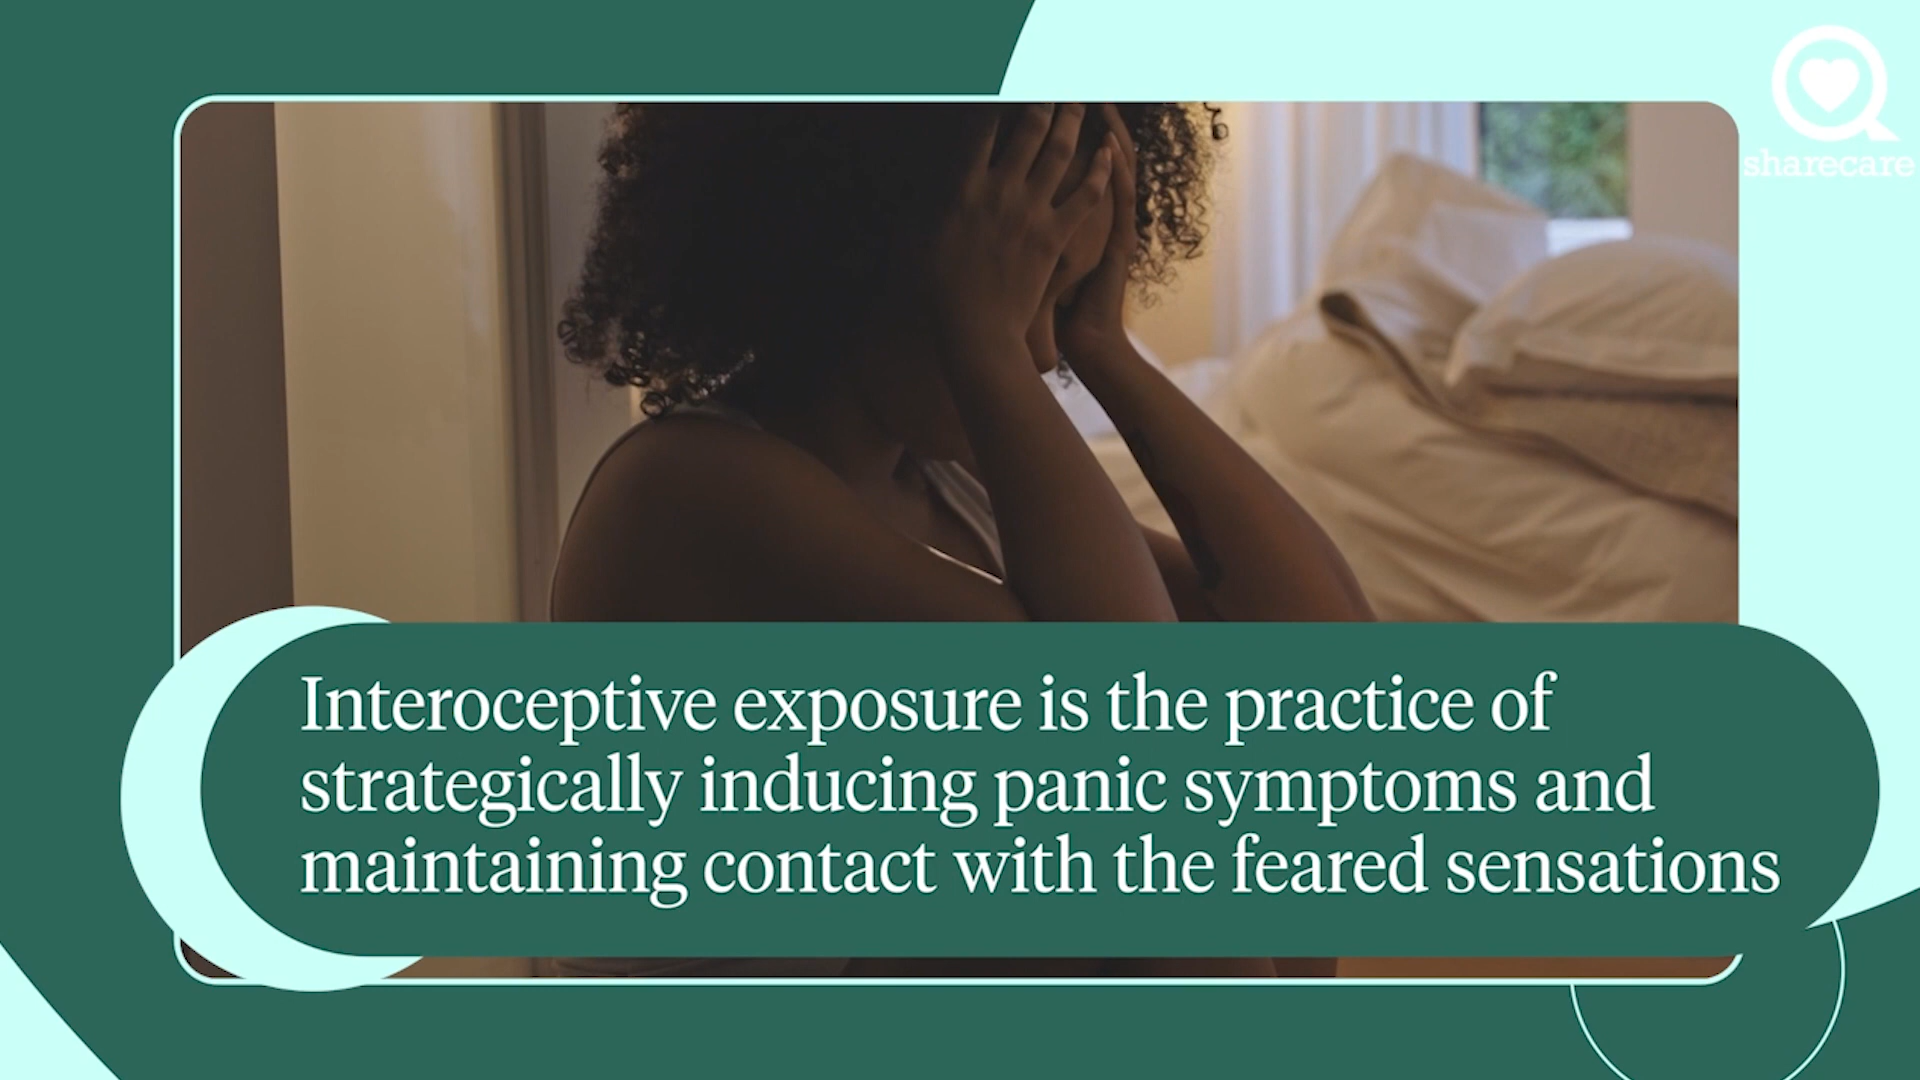 sharecare
Interoceptive exposure is the practice of
strategically inducing panic symptoms and
maintaining contact with the feared sensations